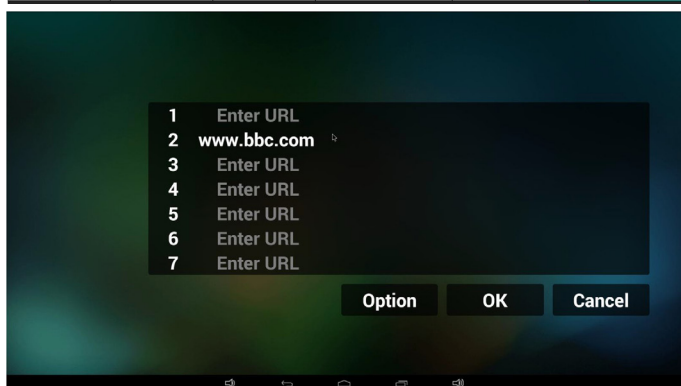 1 Enter URL
2 www.bbc.com
3 Enter URL
4 Enter URL
5 Enter URL
6 Enter URL
7 Enter URL
Option OK Cancel